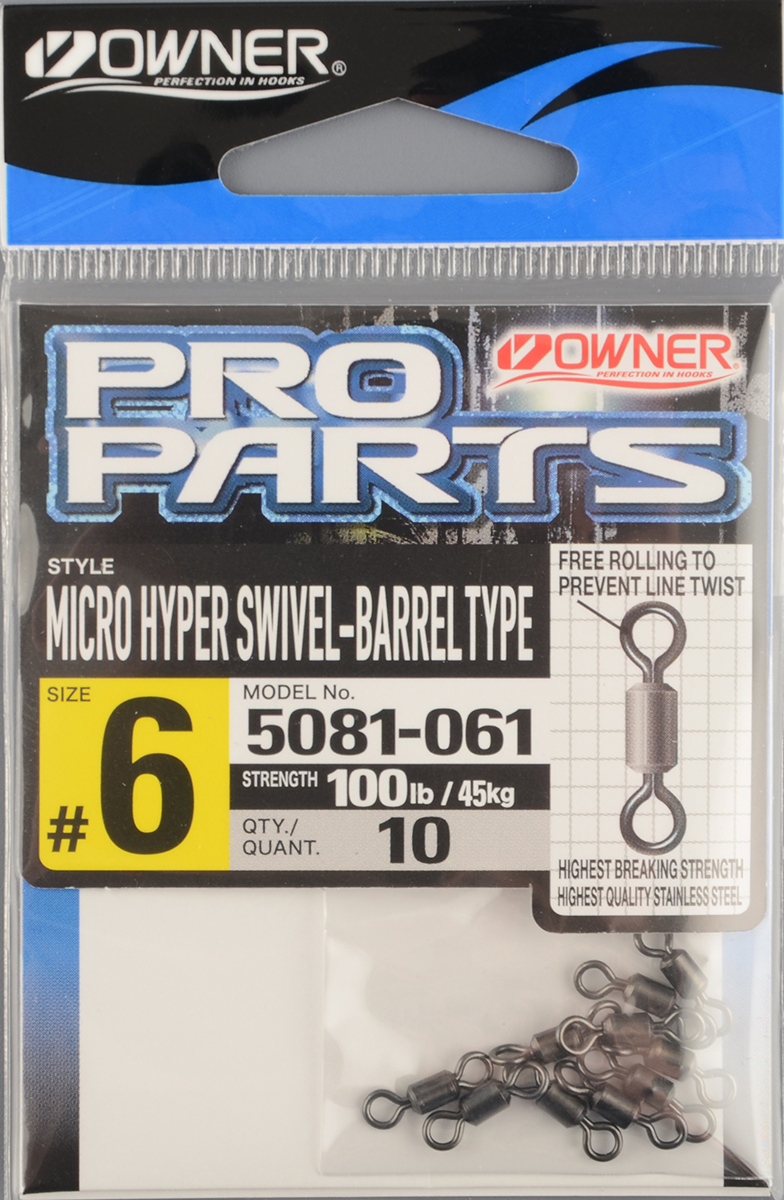 OWNER®
PERFECTION IN HOOKS
PRO
PARTS
OWNER®
PERFECTION IN HOOKS
STYLE
MICRO HYPER SWIVEL-BARREL TYPE
FREE ROLLING TO
PREVENT LINE TWIST
SIZE
#6
MODEL No.
5081-061
STRENGTH 100lb / 45kg
QTY./
QUANT. 10
HIGHEST BREAKING STRENGTH
HIGHEST QUALITY STAINLESS STEEL